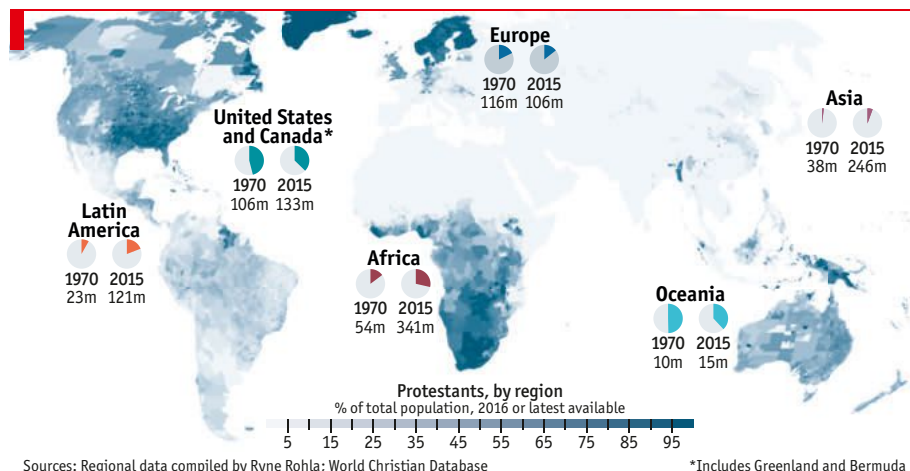 Europe
1970 2015
116m 106m
Asia
1970 2015
38m 246m
United States
and Canada*
1970 2015
106m 133m
Latin
America
1970 2015
23m 121m
Africa
1970 2015
54m 341m
Oceania
1970 2015
10m 15m
Protestants, by region
% of total population, 2016 or latest available
5 15 25 35 45 55 65 75 85 95
Sources: Regional data compiled by Ryne Rohla; World Christian Database
*Includes Greenland and Bermuda